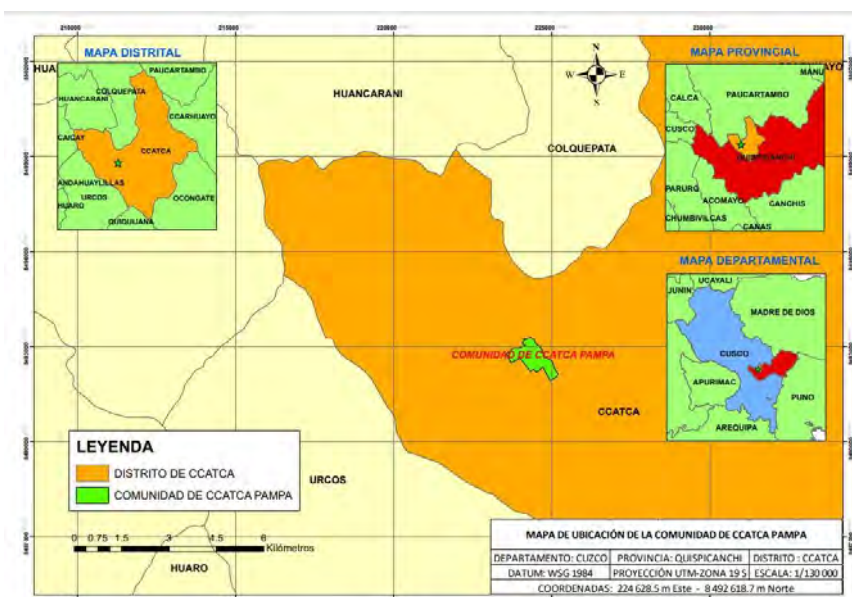 MAPA DISTRITAL
PAUCARTAMBO
COLQUEPATA
HUANCARANI
CCARHUAYO
CAICAY
CCATCA
ANDAHUAYLILLAS
URCOS
OCONGATE
HUARO
QUIQUIJANA
HUANCARANI
COLQUEPATA
N
W E
S
MAPA PROVINCIAL
MANU
CALCA
PAUCARTAMBO
CUSCO
QUISPICANCHI
PARURO
ACOMAYO
CANCHIS
CHUMBIVILCAS
CANAS
MAPA DEPARTAMENTAL
UCAYALI
JUNIN
MADRE DE DIOS
CUSCO
APURIMAC
PUNO
AREQUIPA
COMUNIDAD DE CCATCA PAMPA
CCATCA
URCOS
HUARO
LEYENDA
DISTRITO DE CCATCA
COMUNIDAD DE CCATCA PAMPA
0 0.75 1.5 3 4.5 6
Kilómetros
MAPA DE UBICACIÓN DE LA COMUNIDAD DE CCATCA PAMPA
DEPARTAMENTO: CUZCO PROVINCIA: QUISPICANCHI DISTRITO : CCATCA
DATUM: WSG 1984 PROYECCIÓN UTM-ZONA 19 S ESCALA: 1/130 000
COORDENADAS: 224 628.5 m Este - 8 492 618.7 m Norte